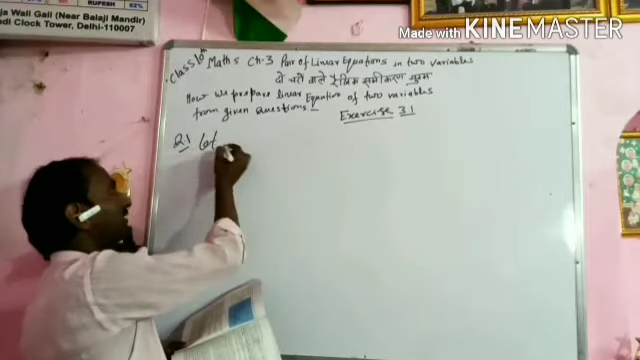 RUPESH 62%
ja Wali Gali (Near Balaji Mandir)
di Clock Tower, Delhi-110007
Made with KINEMASTER
Class 10th Maths Ch-3 Pair of Linear Equations in two variables
दो चरों वाले रैखिक समीकरण युग्म
How we prepare linear Equation of two variables
from given Questions
Exercise 3.1
Q1 Let